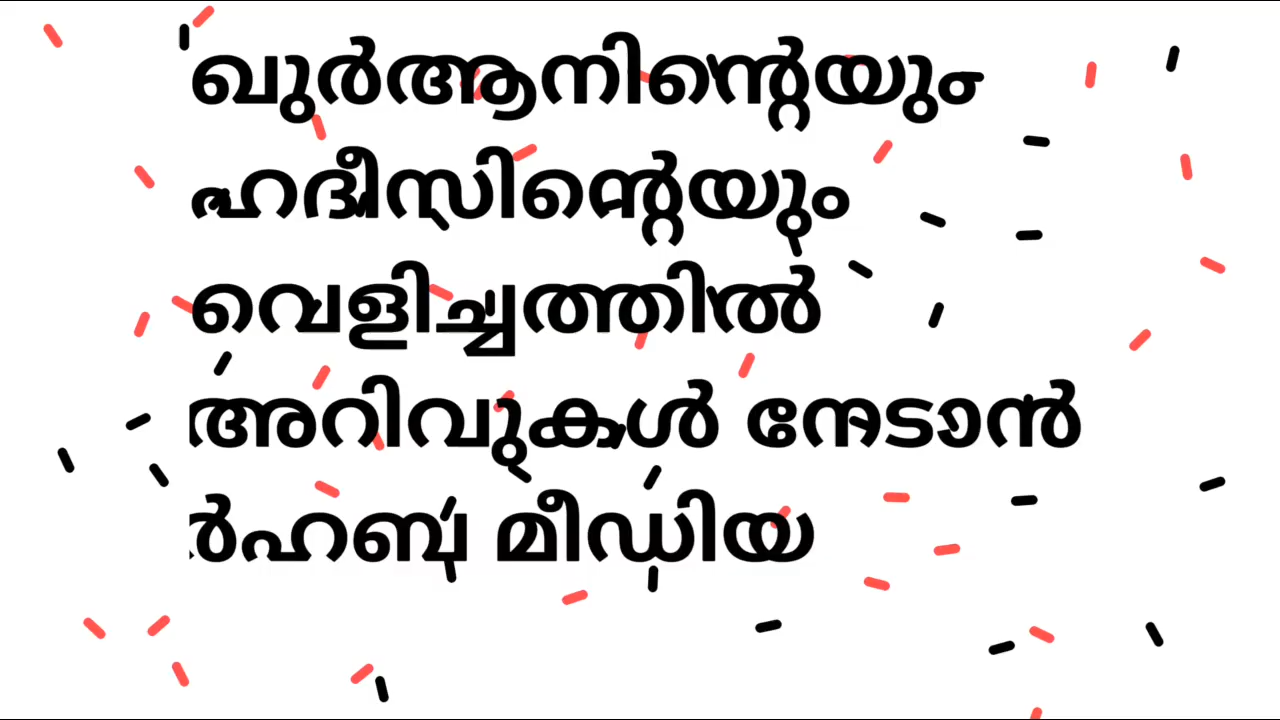 ഖുർആനിന്റെയും
ഹദീസിന്റെയും
വെളിച്ചത്തിൽ
അറിവുകൾ നേടാൻ
മീഡിയ